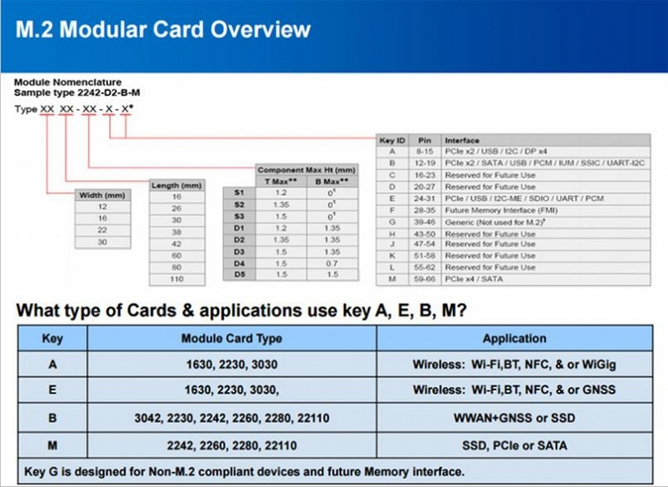 M.2 Modular Card Overview
Module Nomenclature
Sample type 2242-D2-B-M
Type XX XX - XX - X - X*
Width (mm)
12
16
22
30
Length (mm)
16
26
30
38
42
60
80
110
Component Max Ht (mm)
T Max** B Max**
S1 1.2 0†
S2 1.35 0†
S3 1.5 0†
D1 1.2 1.35
D2 1.35 1.35
D3 1.5 1.35
D4 1.5 0.7
D5 1.5 1.5
Key ID Pin Interface
A 8-15 PCIe x2 / USB / I2C / DP x4
B 12-19 PCIe x2 / SATA / USB / PCM / IUM / SSIC / UART-I2C
C 16-23 Reserved for Future Use
D 20-27 Reserved for Future Use
E 24-31 PCIe / USB / I2C-ME / SDIO / UART / PCM
F 28-35 Future Memory Interface (FMI)
G 39-46 Generic (Not used for M.2)†
H 43-50 Reserved for Future Use
J 47-54 Reserved for Future Use
K 51-58 Reserved for Future Use
L 55-62 Reserved for Future Use
M 59-66 PCIe x4 / SATA
What type of Cards & applications use key A, E, B, M?
Key Module Card Type Application
A 1630, 2230, 3030 Wireless: Wi-Fi,BT, NFC, & or WiGig
E 1630, 2230, 3030, Wireless: Wi-Fi,BT, NFC, & or GNSS
B 3042, 2230, 2242, 2260, 2280, 22110 WWAN+GNSS or SSD
M 2242, 2260, 2280, 22110 SSD, PCIe or SATA
Key G is designed for Non-M.2 compliant devices and future Memory interface.